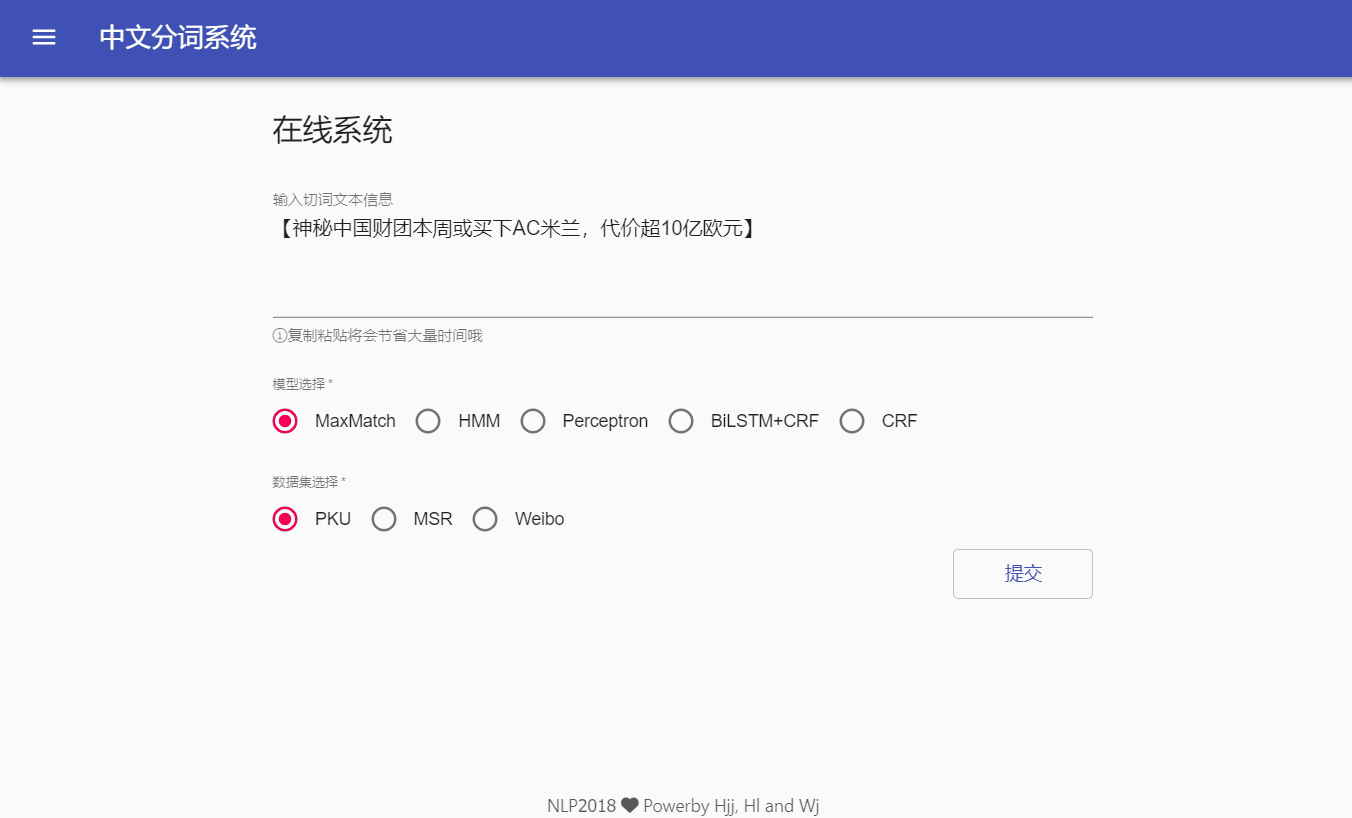 中文分词系统
在线系统
输入切词文本信息
【神秘中国财团本周或买下AC米兰，代价超10亿欧元】
ⓘ复制粘贴将会节省大量时间哦
模型选择 *
MaxMatch HMM Perceptron BiLSTM+CRF CRF
数据集选择 *
PKU MSR Weibo
提交
NLP2018 ♥ Powerby Hjj, Hl and Wj